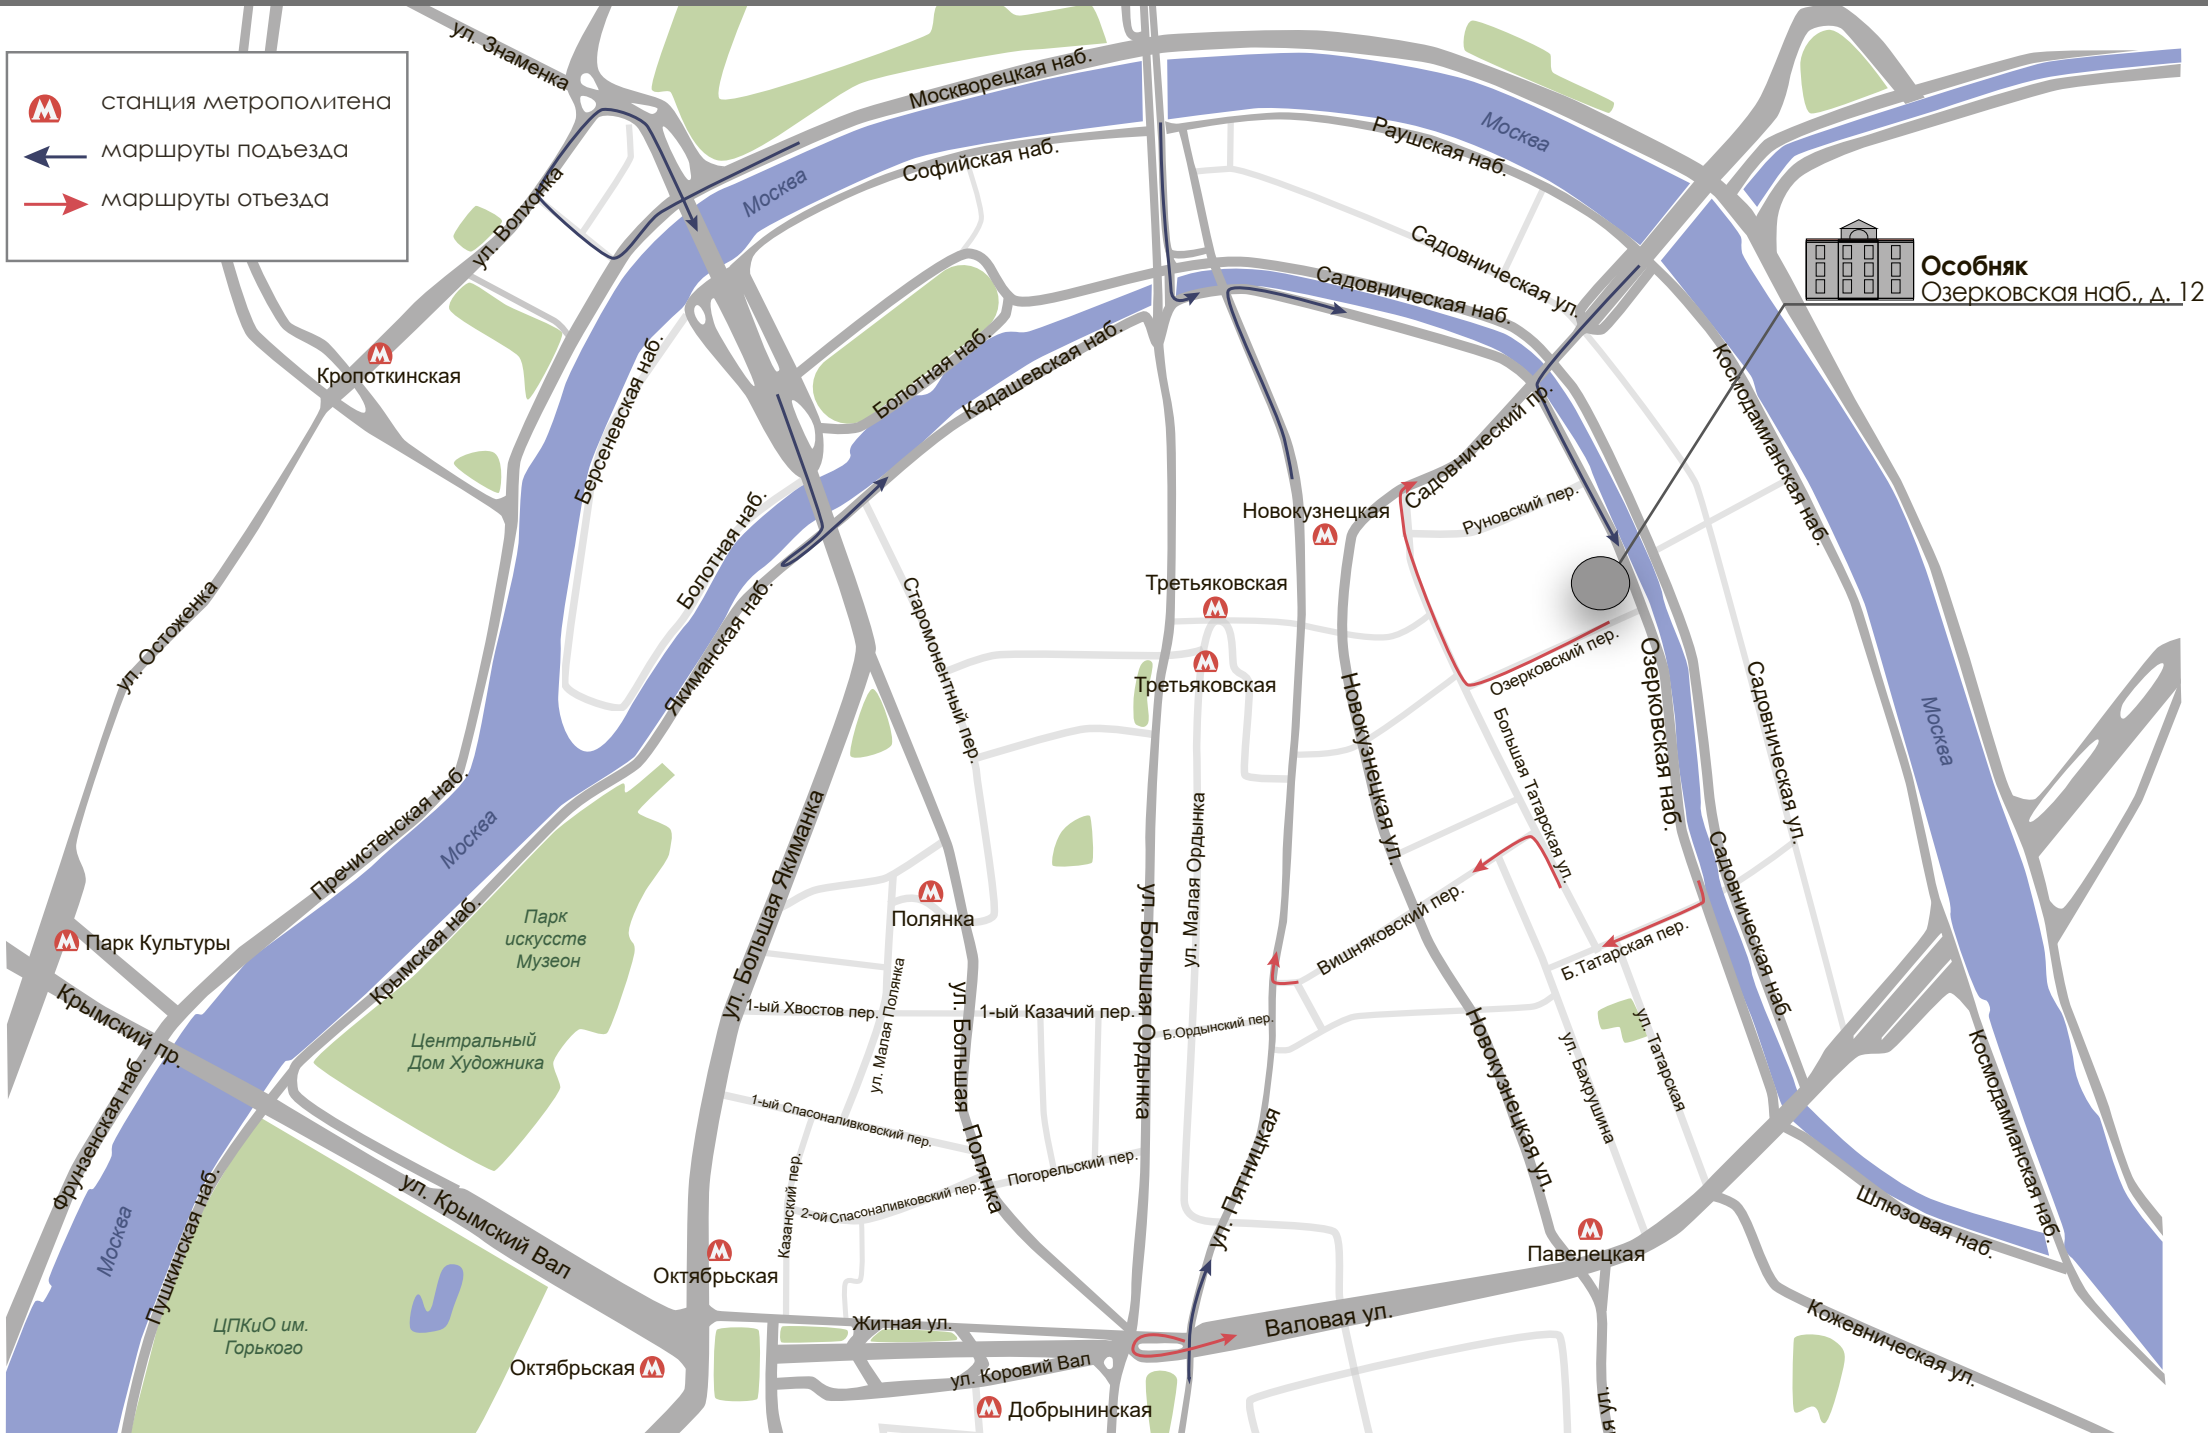 станция метрополитена
маршруты подъезда
маршруты отъезда
ул. Знаменка
Москворецкая наб.
Москва
Раушская наб.
Софийская наб.
Москва
ул. Волхонка
Садовническая ул.
Садовническая наб.
Особняк
Озерковская наб., д. 12
Кропоткинская
Берсеневская наб.
Болотная наб.
Кадашевская наб.
Садовнический пр.
Космодамианская наб.
Новокузнецкая
Руновский пер.
Болотная наб.
Третьяковская
Старомонентный пер.
ул. Остоженка
Якиманская наб.
Третьяковская
Озерковский пер.
Озерковская наб.
Садовническая ул.
Москва
Новокузнецкая ул.
Большая Татарская ул.
Пречистенская наб.
Москва
ул. Большая Якиманка
ул. Малая Ордынка
Садовническая наб.
Полянка
Парк
искусств
Музеон
Парк Культуры
Крымская наб.
Вишняковский пер.
Б.Татарская пер.
ул. Большая Ордынка
ул. Малая Полянка
ул. Большая
Полянка
1-ый Хвостов пер.
1-ый Казачий пер.
Б.Ордынский пер.
Крымский пр.
Центральный
Дом Художника
Новокузнецкая ул.
ул. Бахрушина
ул. Татарская
Космодамианская наб.
Фрунзенская наб.
1-ый Спасоналивковский пер.
Погорельский пер.
Казанский пер.
2-ой Спасоналивковский пер.
ул. Пятницкая
Москва
Пушкинская наб.
ул. Крымский Вал
Шлюзовая наб.
Павелецкая
Октябрьская
ЦПКиО им.
Горького
Житная ул.
Валовая ул.
Кожевническая ул.
Октябрьская
ул. Коровий Вал
Добрынинская
я ул.